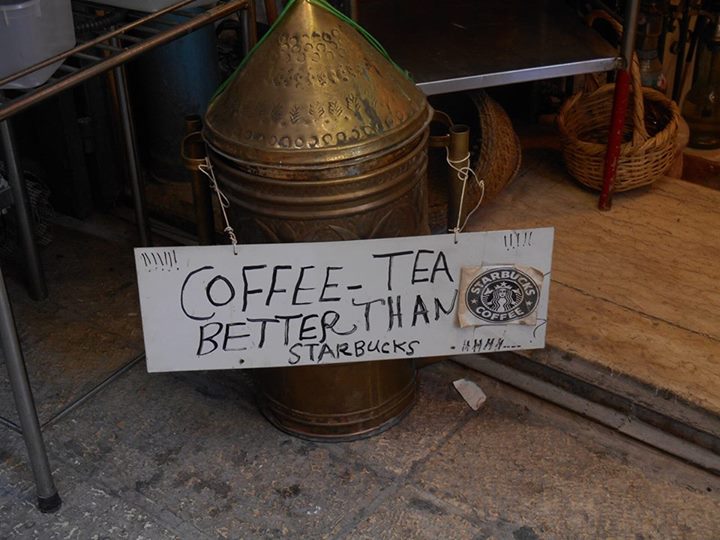 COFFEE - TEA
BETTER THAN
STARBUCKS
STARBUCKS
COFFEE